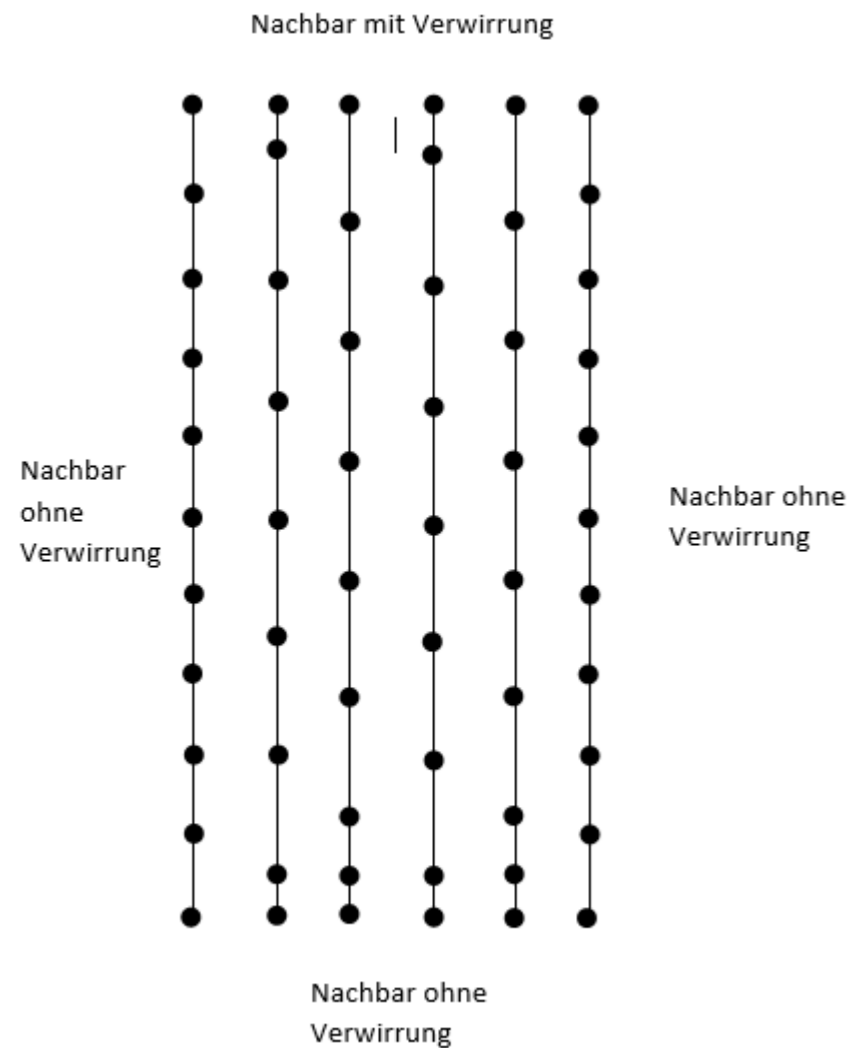 Nachbar mit Verwirrung
Nachbar
ohne
Verwirrung
Nachbar ohne
Verwirrung
Nachbar ohne
Verwirrung